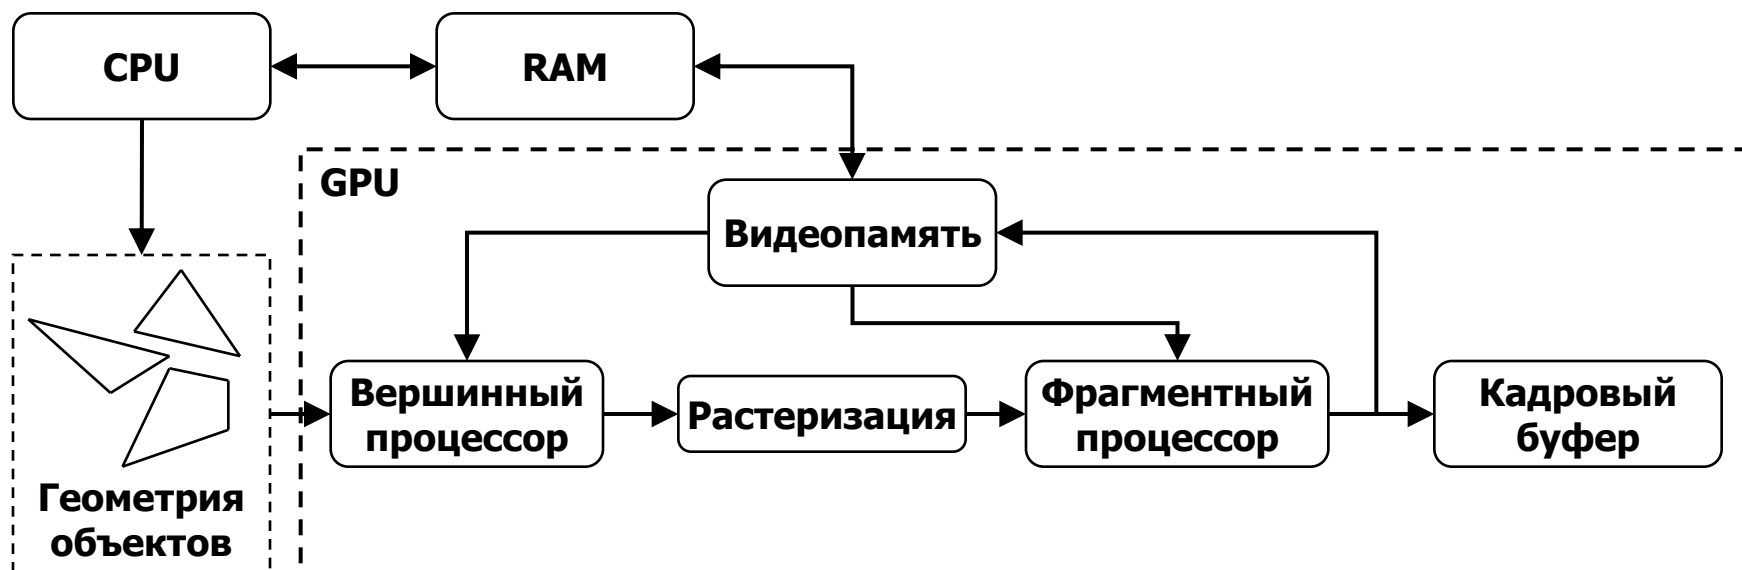 CPU
RAM
GPU
Видеопамять
Вершинный
процессор
Растеризация
Фрагментный
процессор
Кадровый
буфер
Геометрия
объектов